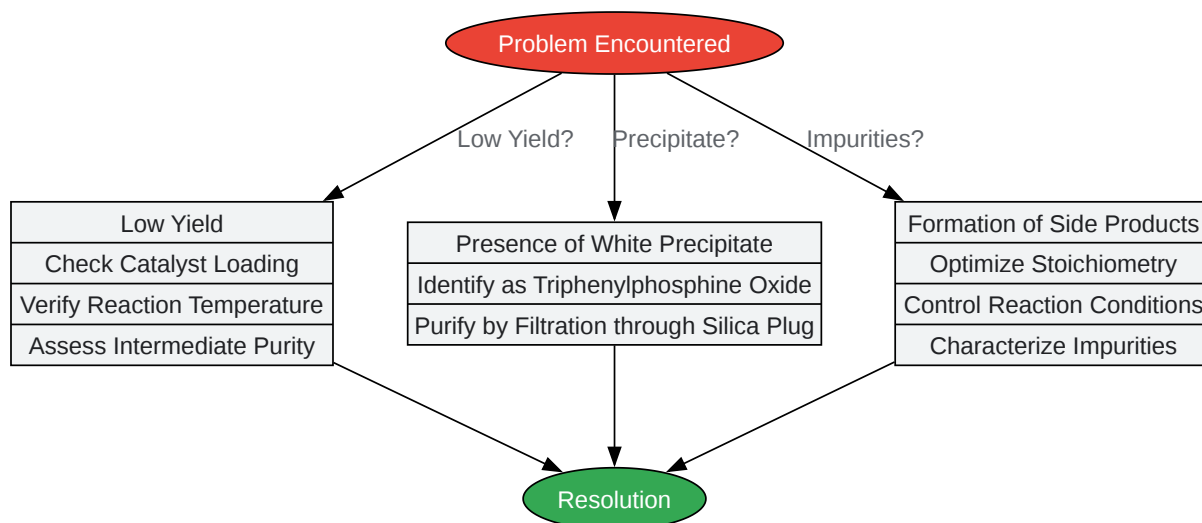 Problem Encountered
Low Yield?
Precipitate?
Impurities?
Low Yield
Check Catalyst Loading
Verify Reaction Temperature
Assess Intermediate Purity
Presence of White Precipitate
Identify as Triphenylphosphine Oxide
Purify by Filtration through Silica Plug
Formation of Side Products
Optimize Stoichiometry
Control Reaction Conditions
Characterize Impurities
Resolution